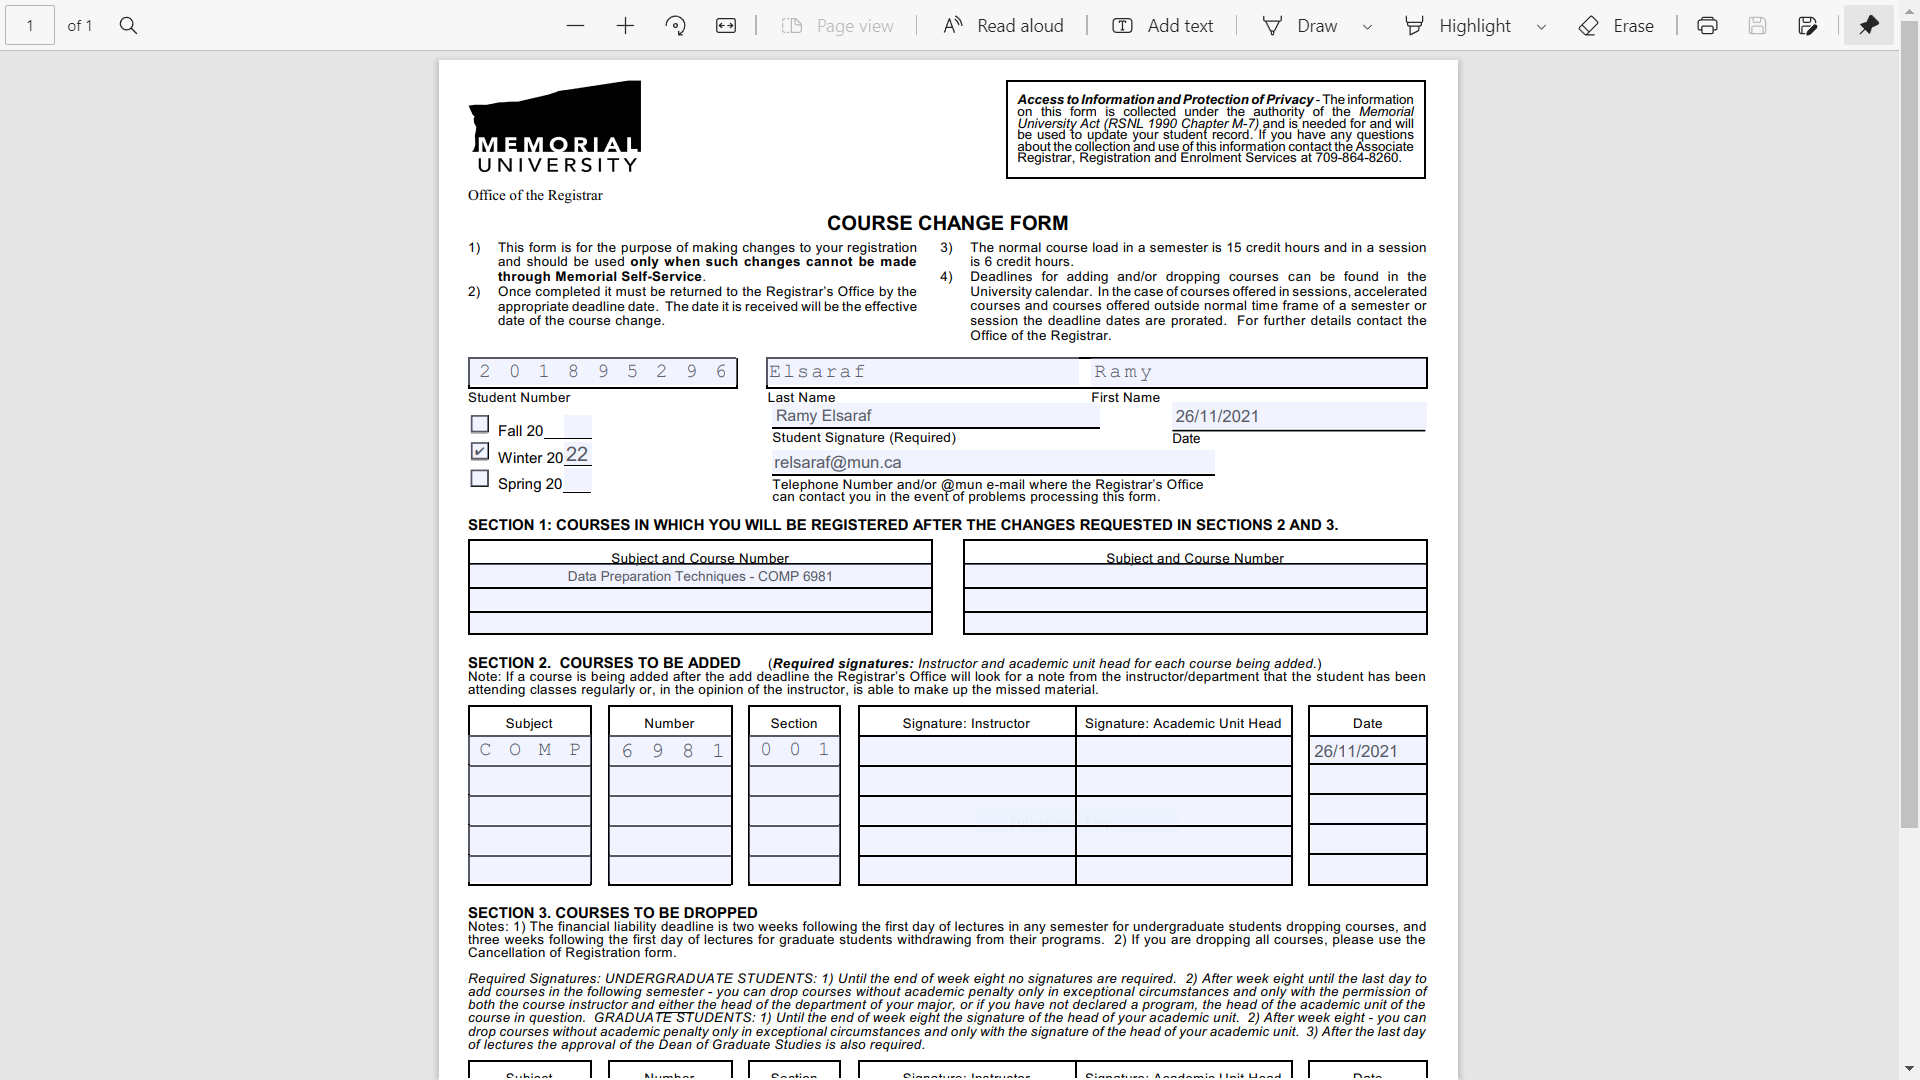 1 of 1 Page view Read aloud Add text Draw Highlight Erase
MEMORIAL
UNIVERSITY
Office of the Registrar
Access to Information and Protection of Privacy - The information
on this form is collected under the authority of the Memorial
University Act (RSNL 1990 Chapter M-7) and is needed for and will
be used to update your student record. If you have any questions
about the collection and use of this information contact the Associate
Registrar, Registration and Enrolment Services at 709-864-8260.
COURSE CHANGE FORM
1) This form is for the purpose of making changes to your registration
and should be used only when such changes cannot be made
through Memorial Self-Service.
2) Once completed it must be returned to the Registrar's Office by the
appropriate deadline date. The date it is received will be the effective
date of the course change.
3) The normal course load in a semester is 15 credit hours and in a session
is 6 credit hours.
4) Deadlines for adding and/or dropping courses can be found in the
University calendar. In the case of courses offered in sessions, accelerated
courses and courses offered outside normal time frame of a semester or
session the deadline dates are prorated. For further details contact the
Office of the Registrar.
2 0 1 8 9 5 2 9 6 Elsaraf Ramy
Student Number Last Name First Name
Ramy Elsaraf 26/11/2021
Fall 20 Student Signature (Required) Date
Winter 20 22 relsaraf@mun.ca
Spring 20 Telephone Number and/or @mun e-mail where the Registrar's Office
can contact you in the event of problems processing this form.
SECTION 1: COURSES IN WHICH YOU WILL BE REGISTERED AFTER THE CHANGES REQUESTED IN SECTIONS 2 AND 3.
Subject and Course Number Subject and Course Number
Data Preparation Techniques - COMP 6981
SECTION 2. COURSES TO BE ADDED (Required signatures: Instructor and academic unit head for each course being added.)
Note: If a course is being added after the add deadline the Registrar's Office will look for a note from the instructor/department that the student has been
attending classes regularly or, in the opinion of the instructor, is able to make up the missed material.
Subject Number Section Signature: Instructor Signature: Academic Unit Head Date
C O M P 6 9 8 1 0 0 1 26/11/2021
SECTION 3. COURSES TO BE DROPPED
Notes: 1) The financial liability deadline is two weeks following the first day of lectures in any semester for undergraduate students dropping courses, and
three weeks following the first day of lectures for graduate students withdrawing from their programs. 2) If you are dropping all courses, please use the
Cancellation of Registration form.
Required Signatures: UNDERGRADUATE STUDENTS: 1) Until the end of week eight no signatures are required. 2) After week eight until the last day to
add courses in the following semester - you can drop courses without academic penalty only in exceptional circumstances and only with the permission of
both the course instructor and either the head of the department of your major, or if you have not declared a program, the head of the academic unit of the
course in question. GRADUATE STUDENTS: 1) Until the end of week eight the signature of the head of your academic unit. 2) After week eight - you can
drop courses without academic penalty only in exceptional circumstances and only with the signature of the head of your academic unit. 3) After the last day
of lectures the approval of the Dean of Graduate Studies is also required.
Subject Number Section Signature: Instructor Signature: Academic Unit Head Date